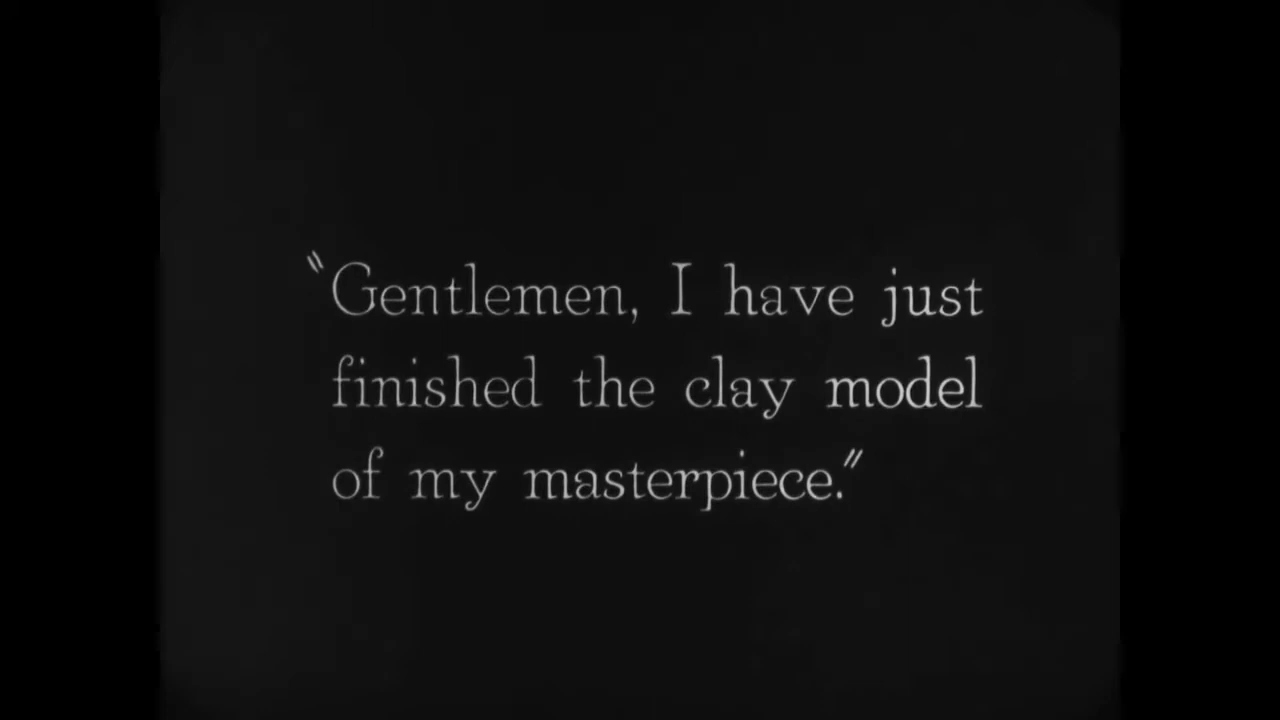 "Gentlemen, I have just
finished the clay model
of my masterpiece."